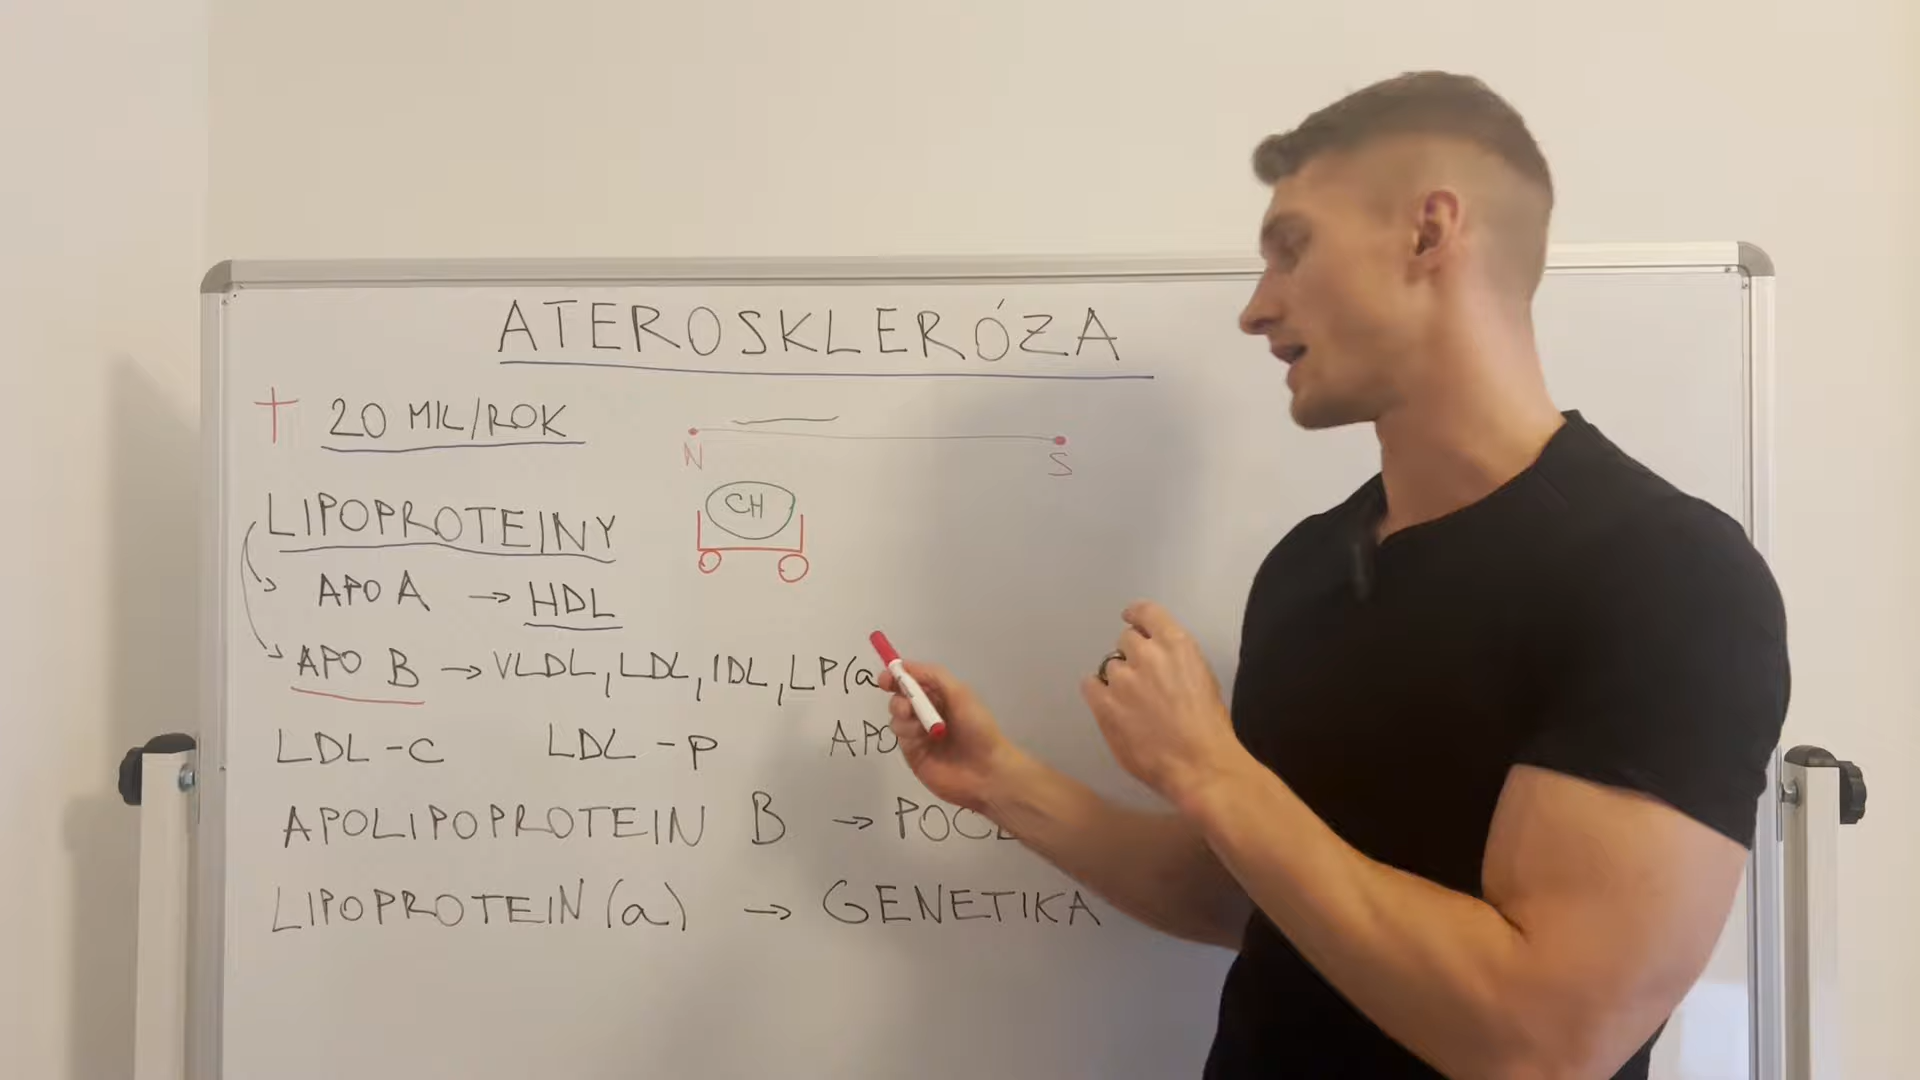 ATEROSKLERÓZA
† 20 MIL/ROK
N S
CH
LIPOPROTEINY
APO A → HDL
APO B → VLDL, LDL, IDL, LP(a
LDL-C LDL-P APO
APOLIPOPROTEIN B →
LIPOPROTEIN (a) → GENETIKA